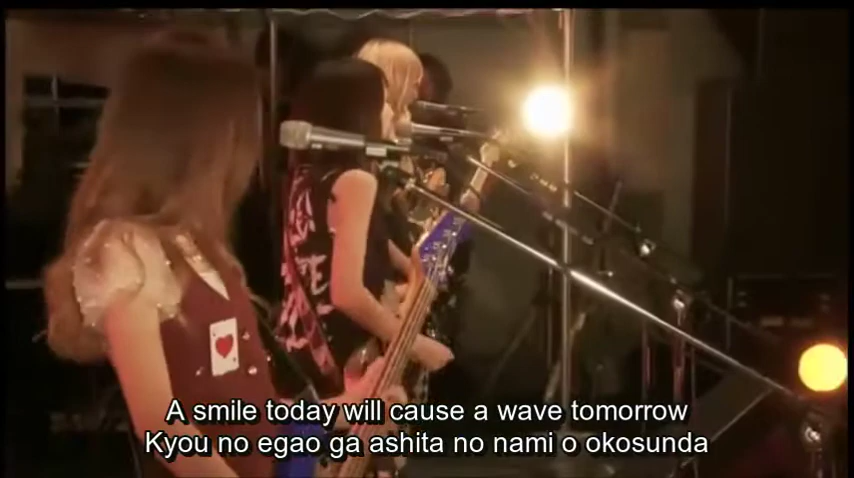 A smile today will cause a wave tomorrow
Kyou no egao ga ashita no nami o okosunda